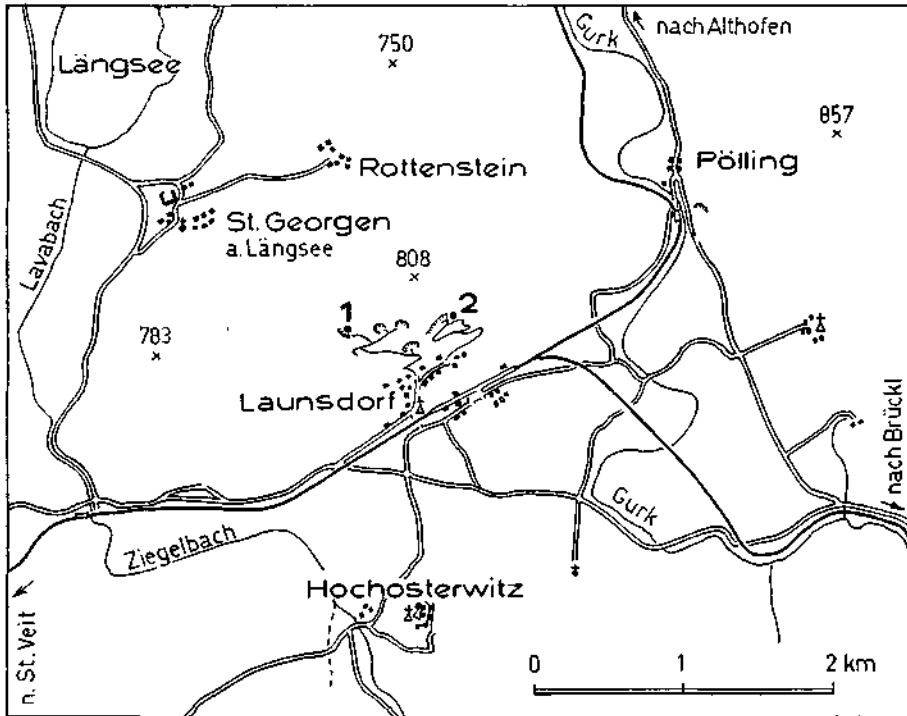 Gurk
nach Althofen
750
Längsee
857
Rottenstein
Pölling
St. Georgen
a. Längsee
Lavabach
808
1
2
783
Launsdorf
nach Brückl
Gurk
Ziegelbach
Hochosterwitz
n. St. Veit
0 1 2 km